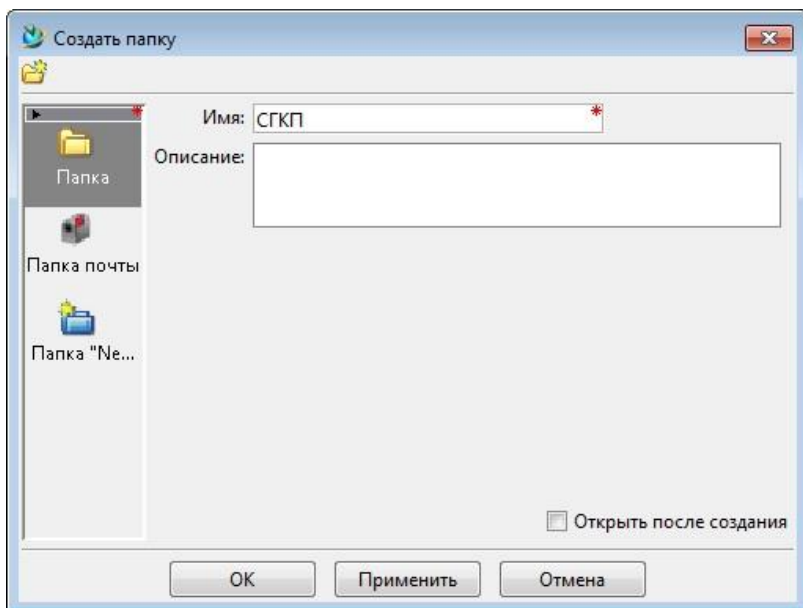 Создать папку
Имя: СГКП
Описание:
Папка
Папка почты
Папка "Ne...
Открыть после создания
OK Применить Отмена